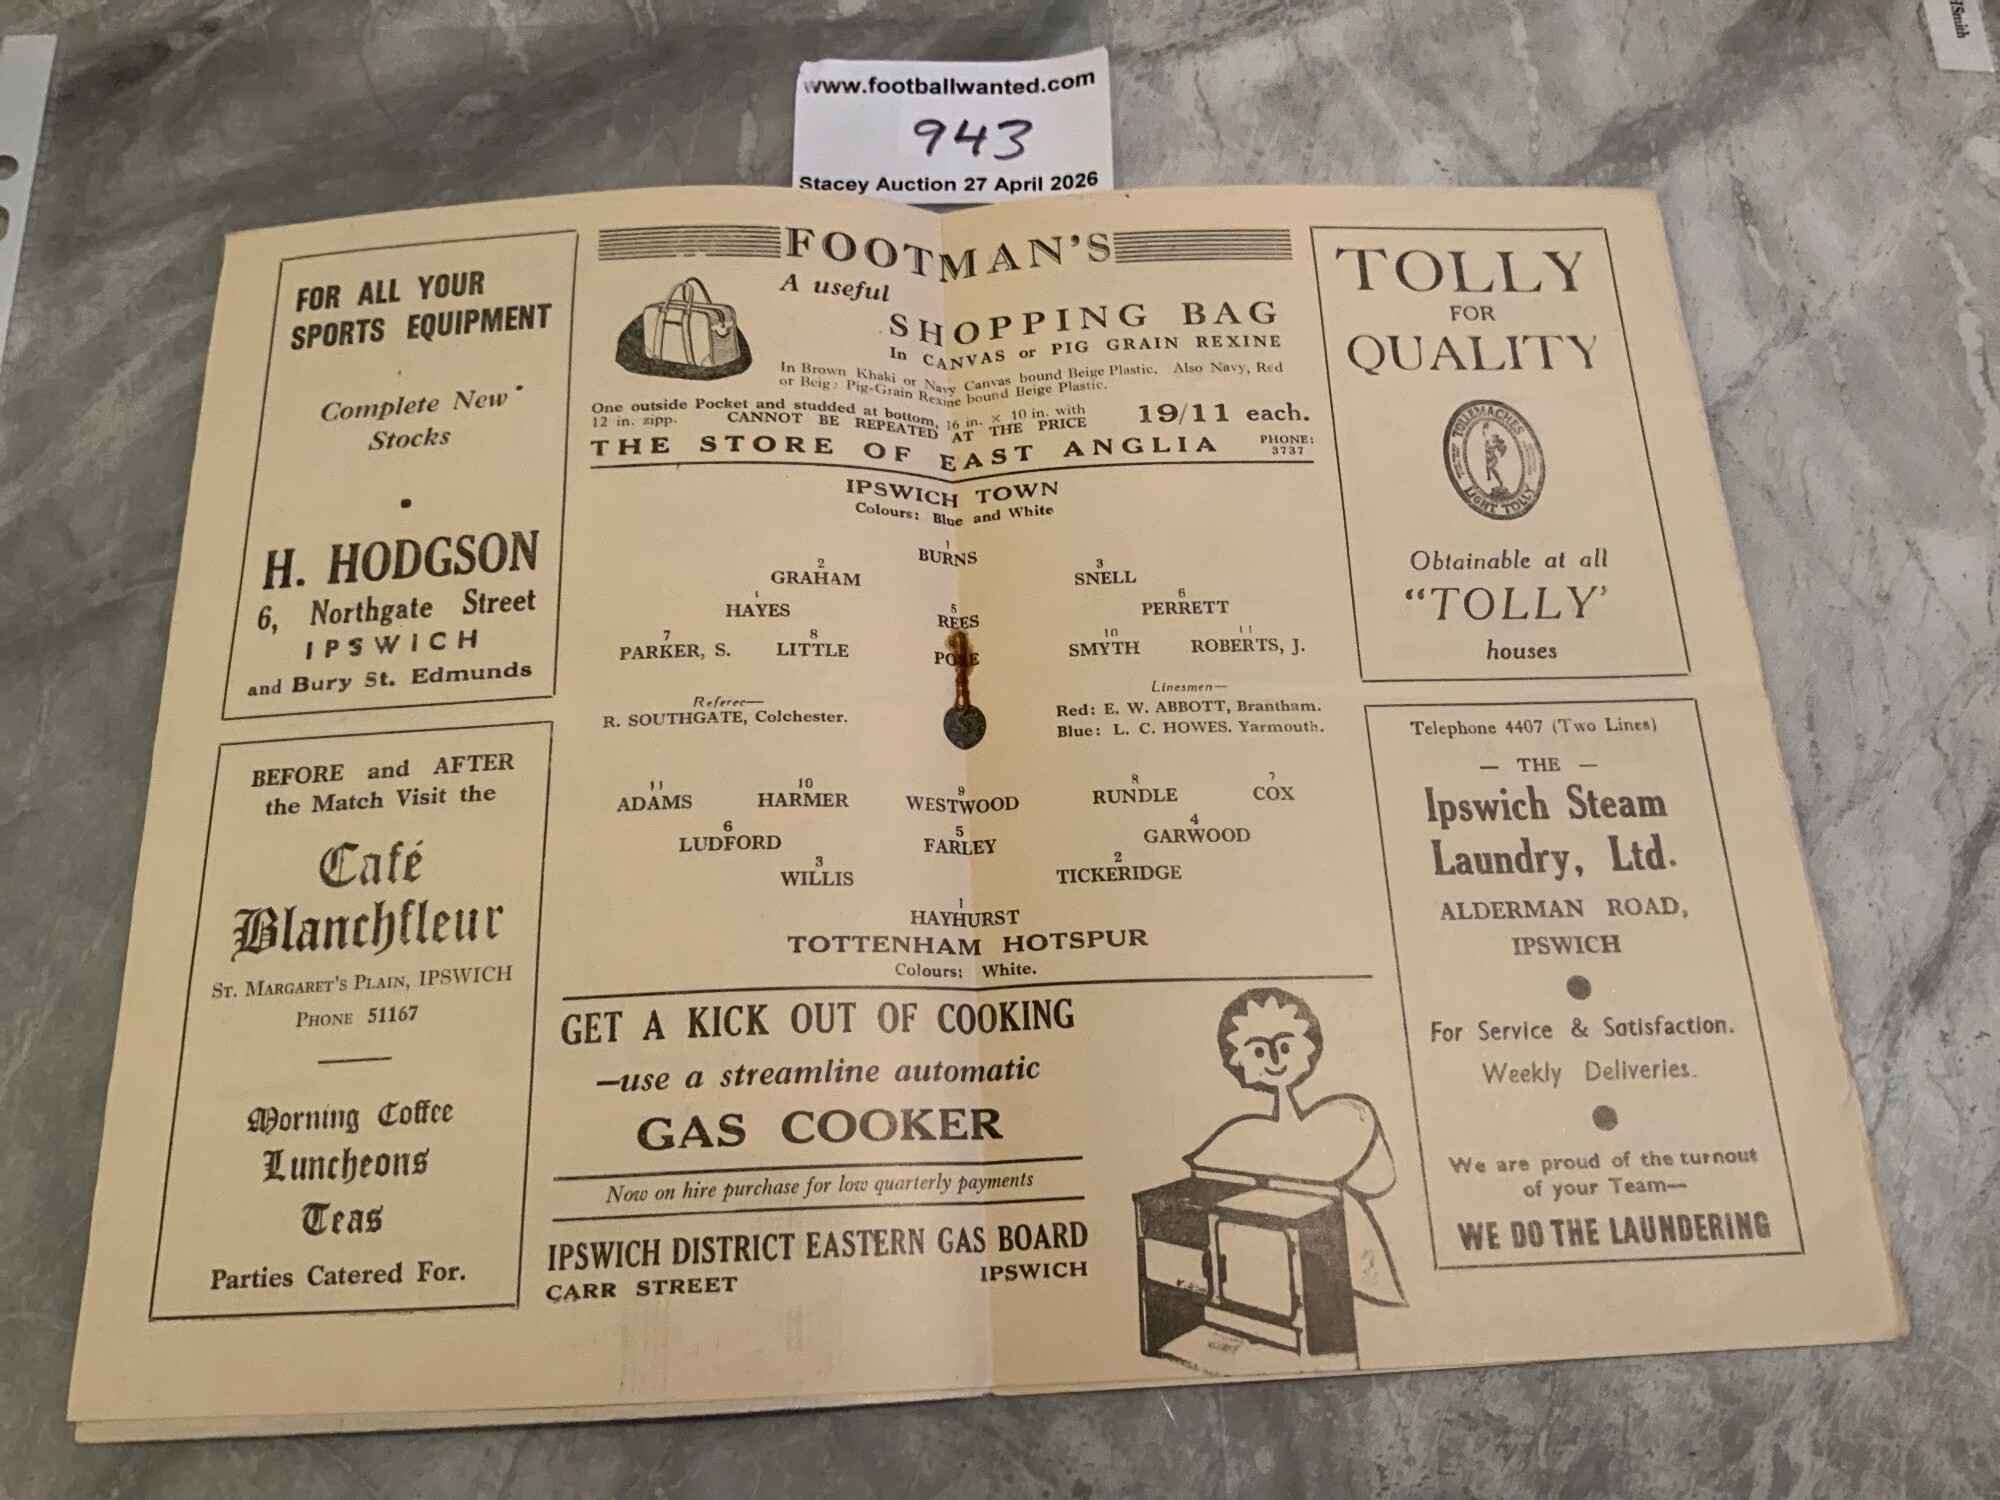 www.footballwanted.com
943
Stacey Auction 27 April 2026
HSmith
FOR ALL YOUR
SPORTS EQUIPMENT
Complete New
Stocks
H. HODGSON
6, Northgate Street
IPSWICH
and Bury St. Edmunds
BEFORE and AFTER
the Match Visit the
Café
Blanchfleur
ST. MARGARET'S PLAIN, IPSWICH
PHONE 51167
Morning Coffee
Luncheons
Teas
Parties Catered For.
FOOTMAN'S
A useful
SHOPPING BAG
In CANVAS or PIG GRAIN REXINE
In Brown Khaki or Navy Canvas bound Beige Plastic. Also Navy, Red
or Beig: Pig-Grain Rexine bound Beige Plastic.
One outside Pocket and studded at bottom, 16 in. × 10 in. with
12 in. zipp. CANNOT BE REPEATED AT THE PRICE
19/11 each.
THE STORE OF EAST ANGLIA
PHONE:
3737
IPSWICH TOWN
Colours: Blue and White
1
BURNS
2 3
GRAHAM SNELL
5 6
HAYES REES PERRETT
7 8 10 11
PARKER, S. LITTLE SMYTH ROBERTS, J.
Referee—
R. SOUTHGATE, Colchester.
Linesmen—
Red: E. W. ABBOTT, Brantham.
Blue: L. C. HOWES. Yarmouth.
11 10 9 8 7
ADAMS HARMER WESTWOOD RUNDLE COX
6 5 4
LUDFORD FARLEY GARWOOD
3 2
WILLIS TICKERIDGE
1
HAYHURST
TOTTENHAM HOTSPUR
Colours: White.
GET A KICK OUT OF COOKING
—use a streamline automatic
GAS COOKER
Now on hire purchase for low quarterly payments
IPSWICH DISTRICT EASTERN GAS BOARD
CARR STREET IPSWICH
TOLLY
FOR
QUALITY
TOLLEMACHES
LIGHT TOLLY
Obtainable at all
"TOLLY'
houses
Telephone 4407 (Two Lines)
— THE —
Ipswich Steam
Laundry, Ltd.
ALDERMAN ROAD,
IPSWICH
For Service & Satisfaction.
Weekly Deliveries.
We are proud of the turnout
of your Team—
WE DO THE LAUNDERING